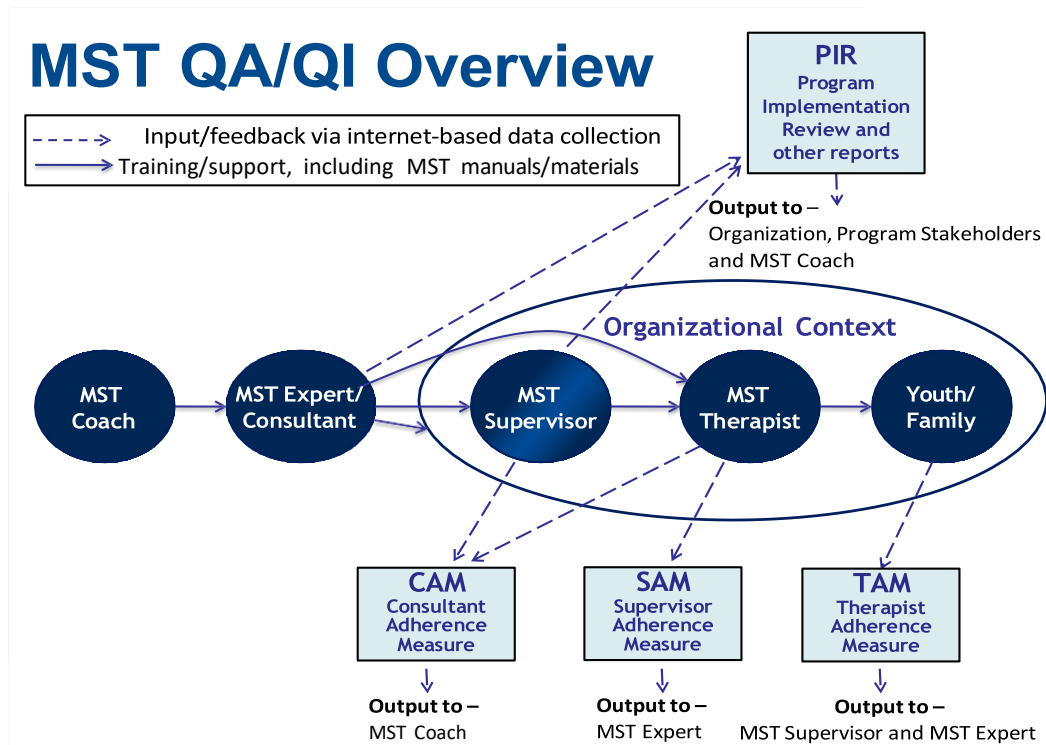 MST QA/QI Overview
Input/feedback via internet-based data collection
Training/support, including MST manuals/materials
PIR
Program
Implementation
Review and
other reports
Output to –
Organization, Program Stakeholders
and MST Coach
Organizational Context
MST
Coach
MST Expert/
Consultant
MST
Supervisor
MST
Therapist
Youth/
Family
CAM
Consultant
Adherence
Measure
SAM
Supervisor
Adherence
Measure
TAM
Therapist
Adherence
Measure
Output to –
MST Coach
Output to –
MST Expert
Output to –
MST Supervisor and MST Expert